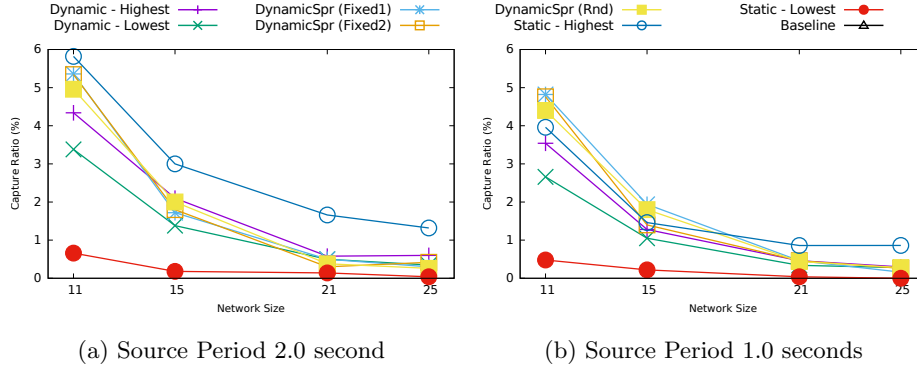 Dynamic - Highest DynamicSpr (Fixed1) DynamicSpr (Rnd) Static - Lowest
Dynamic - Lowest DynamicSpr (Fixed2) Static - Highest Baseline
Capture Ratio (%)
6
5
4
3
2
1
0
11 15 21 25
Network Size
(a) Source Period 2.0 second
Capture Ratio (%)
6
5
4
3
2
1
0
11 15 21 25
Network Size
(b) Source Period 1.0 seconds